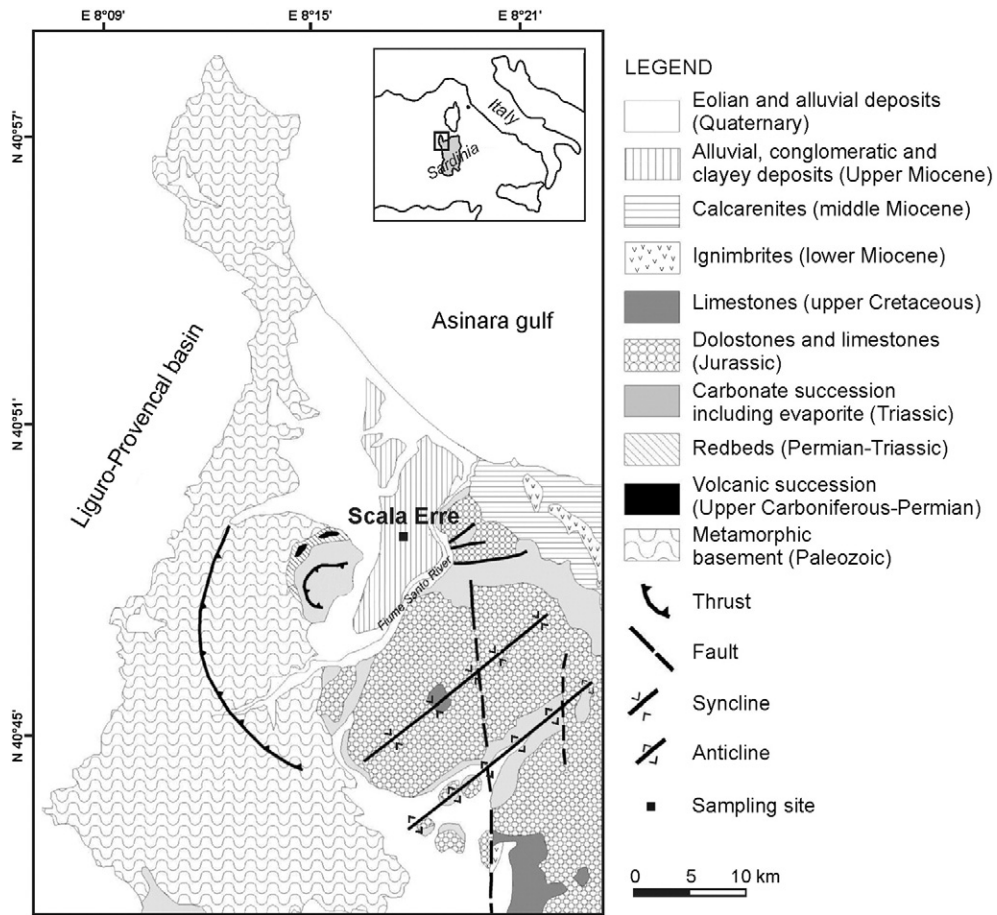 E 8°09'
E 8°15'
E 8°21'
N 40°57'
N 40°51'
N 40°45'
Italy
Sardinia
Asinara gulf
Liguro-Provencal basin
Scala Erre
Fiume Santo River
LEGEND
Eolian and alluvial deposits
(Quaternary)
Alluvial, conglomeratic and
clayey deposits (Upper Miocene)
Calcarenites (middle Miocene)
Ignimbrites (lower Miocene)
Limestones (upper Cretaceous)
Dolostones and limestones
(Jurassic)
Carbonate succession
including evaporite (Triassic)
Redbeds (Permian-Triassic)
Volcanic succession
(Upper Carboniferous-Permian)
Metamorphic
basement (Paleozoic)
Thrust
Fault
Syncline
Anticline
Sampling site
0 5 10 km